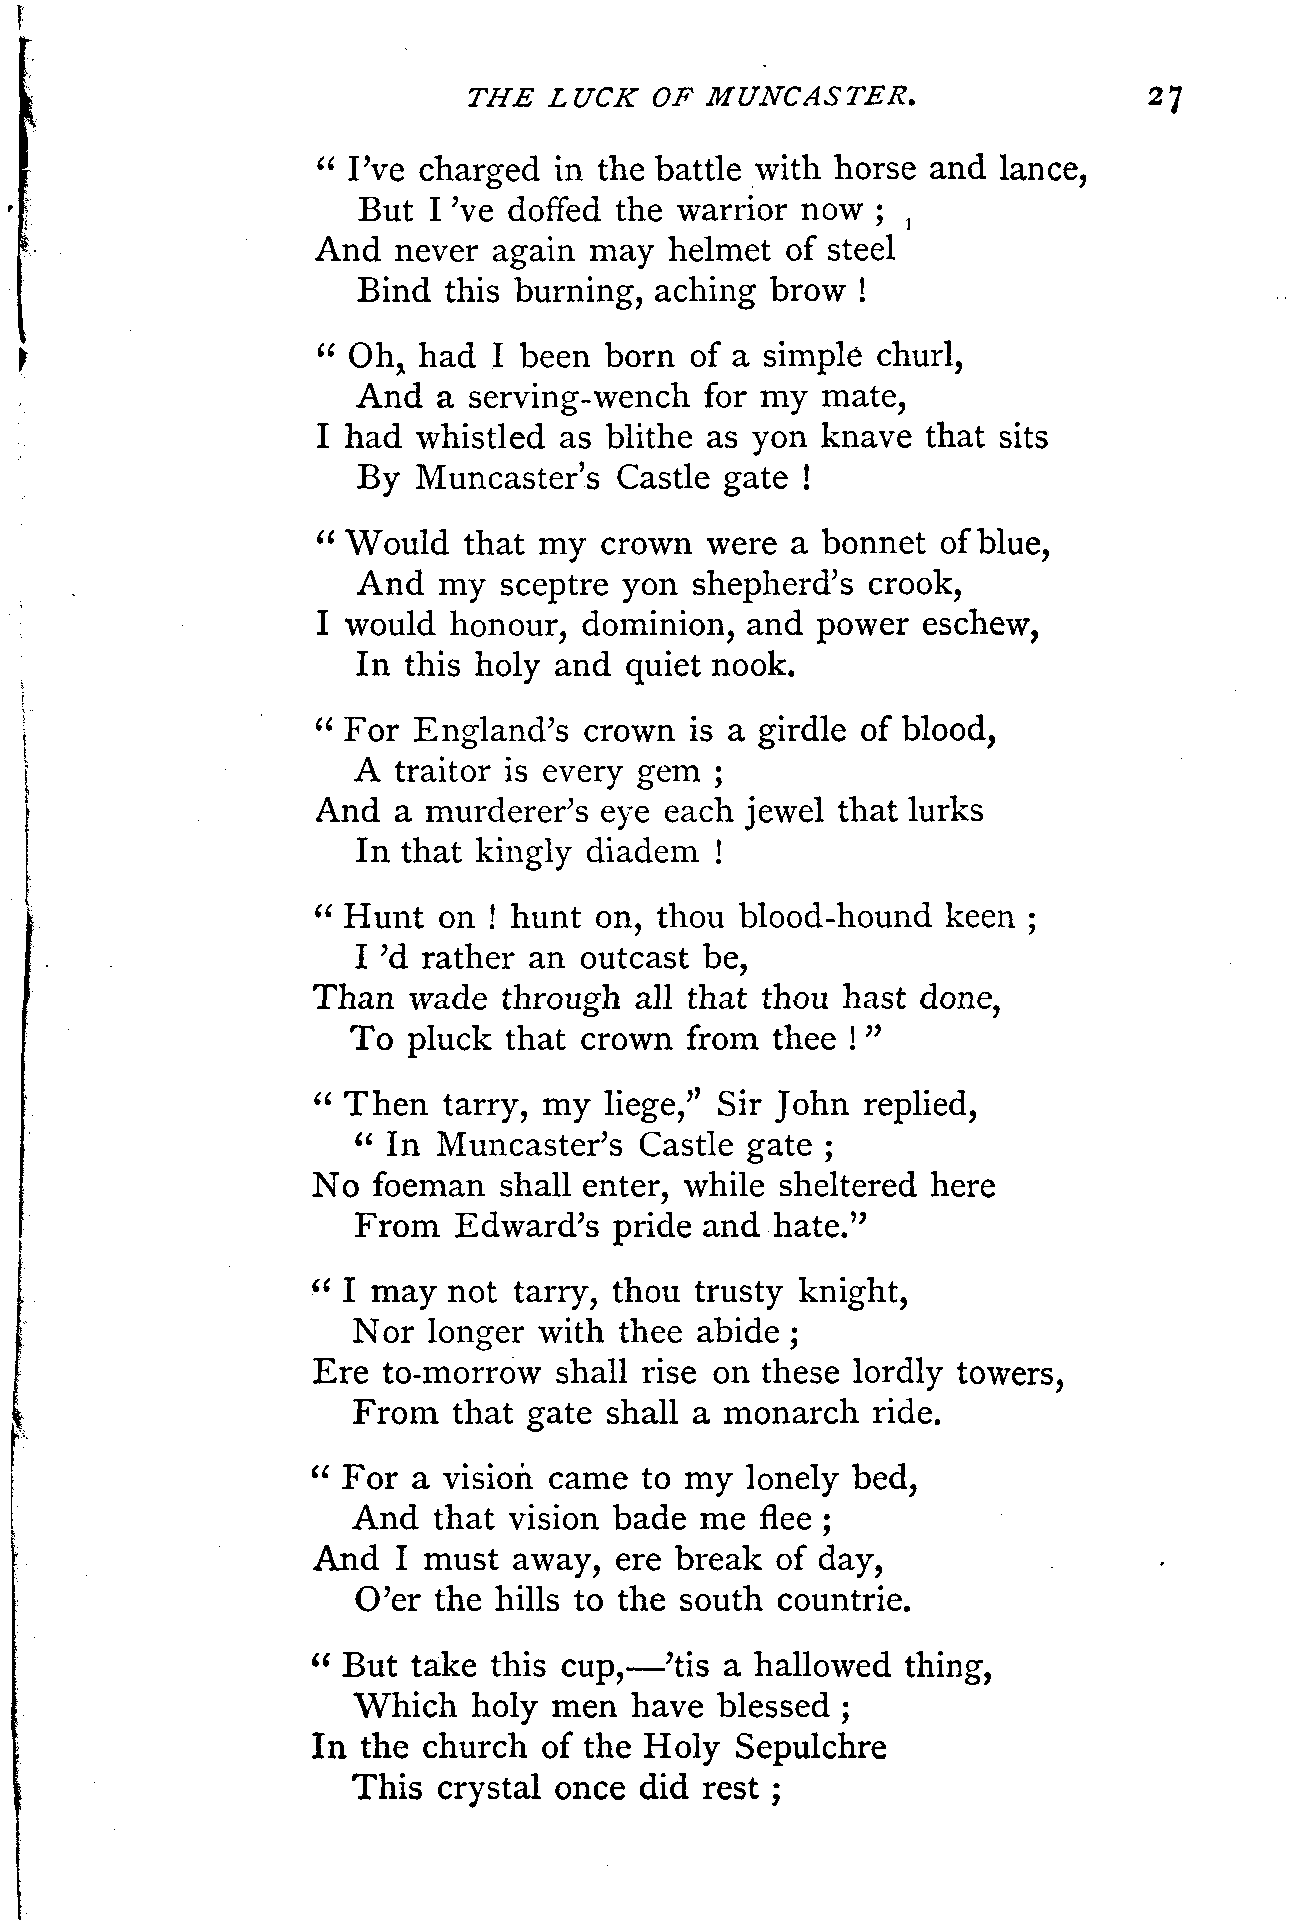 THE LUCK OF MUNCASTER. 27
“ I’ve charged in the battle with horse and lance,
But I ’ve doffed the warrior now ;
And never again may helmet of steel
Bind this burning, aching brow !
“ Oh, had I been born of a simple churl,
And a serving-wench for my mate,
I had whistled as blithe as yon knave that sits
By Muncaster’s Castle gate !
“ Would that my crown were a bonnet of blue,
And my sceptre yon shepherd’s crook,
I would honour, dominion, and power eschew,
In this holy and quiet nook.
“ For England’s crown is a girdle of blood,
A traitor is every gem ;
And a murderer’s eye each jewel that lurks
In that kingly diadem !
“ Hunt on ! hunt on, thou blood-hound keen ;
I ’d rather an outcast be,
Than wade through all that thou hast done,
To pluck that crown from thee ! ”
“ Then tarry, my liege,” Sir John replied,
“ In Muncaster’s Castle gate ;
No foeman shall enter, while sheltered here
From Edward’s pride and hate.”
“ I may not tarry, thou trusty knight,
Nor longer with thee abide ;
Ere to-morrow shall rise on these lordly towers,
From that gate shall a monarch ride.
“ For a vision came to my lonely bed,
And that vision bade me flee ;
And I must away, ere break of day,
O’er the hills to the south countrie.
“ But take this cup,—’tis a hallowed thing,
Which holy men have blessed ;
In the church of the Holy Sepulchre
This crystal once did rest ;